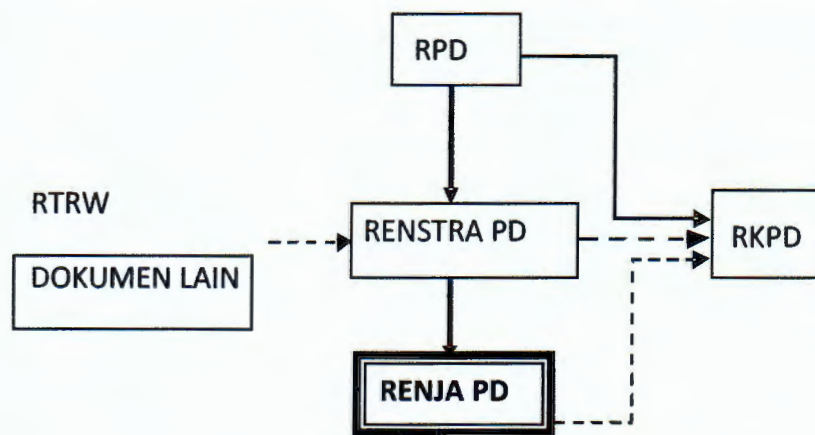 RPD
RTRW
RENSTRA PD
RKPD
DOKUMEN LAIN
RENJA PD